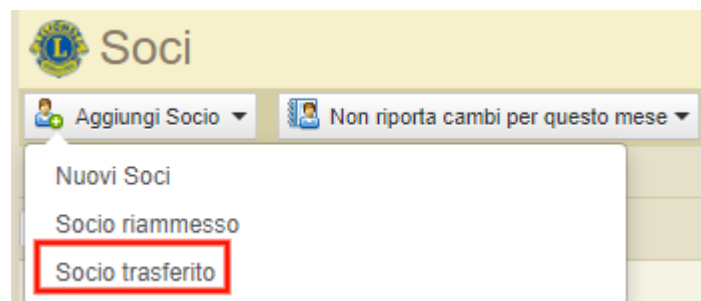 L
Soci
Aggiungi Socio Non riporta cambi per questo mese
Nuovi Soci
Socio riammesso
Socio trasferito